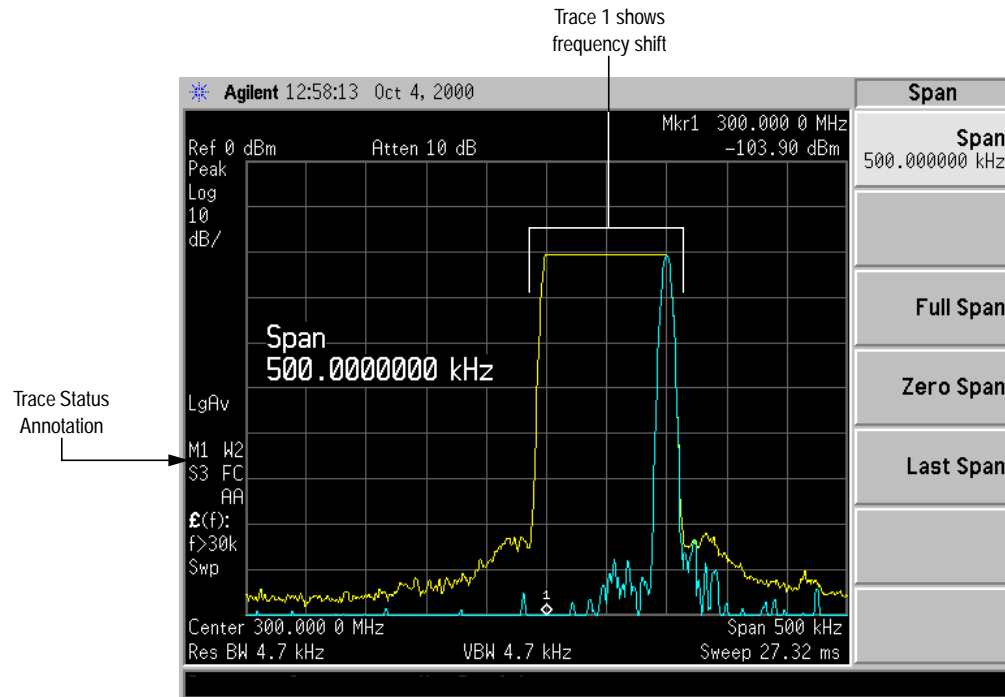 Trace 1 shows
frequency shift
Agilent 12:58:13 Oct 4, 2000
Span
Mkr1 300.000 0 MHz
Ref 0 dBm Atten 10 dB -103.90 dBm
Peak
Log
10
dB/
Span
500.000000 kHz
Full Span
Span
500.0000000 kHz
Zero Span
Trace Status
Annotation
LgAv
M1 W2
S3 FC
AA
Last Span
£(f):
f>30k
Swp
1
Center 300.000 0 MHz Span 500 kHz
Res BW 4.7 kHz VBW 4.7 kHz Sweep 27.32 ms